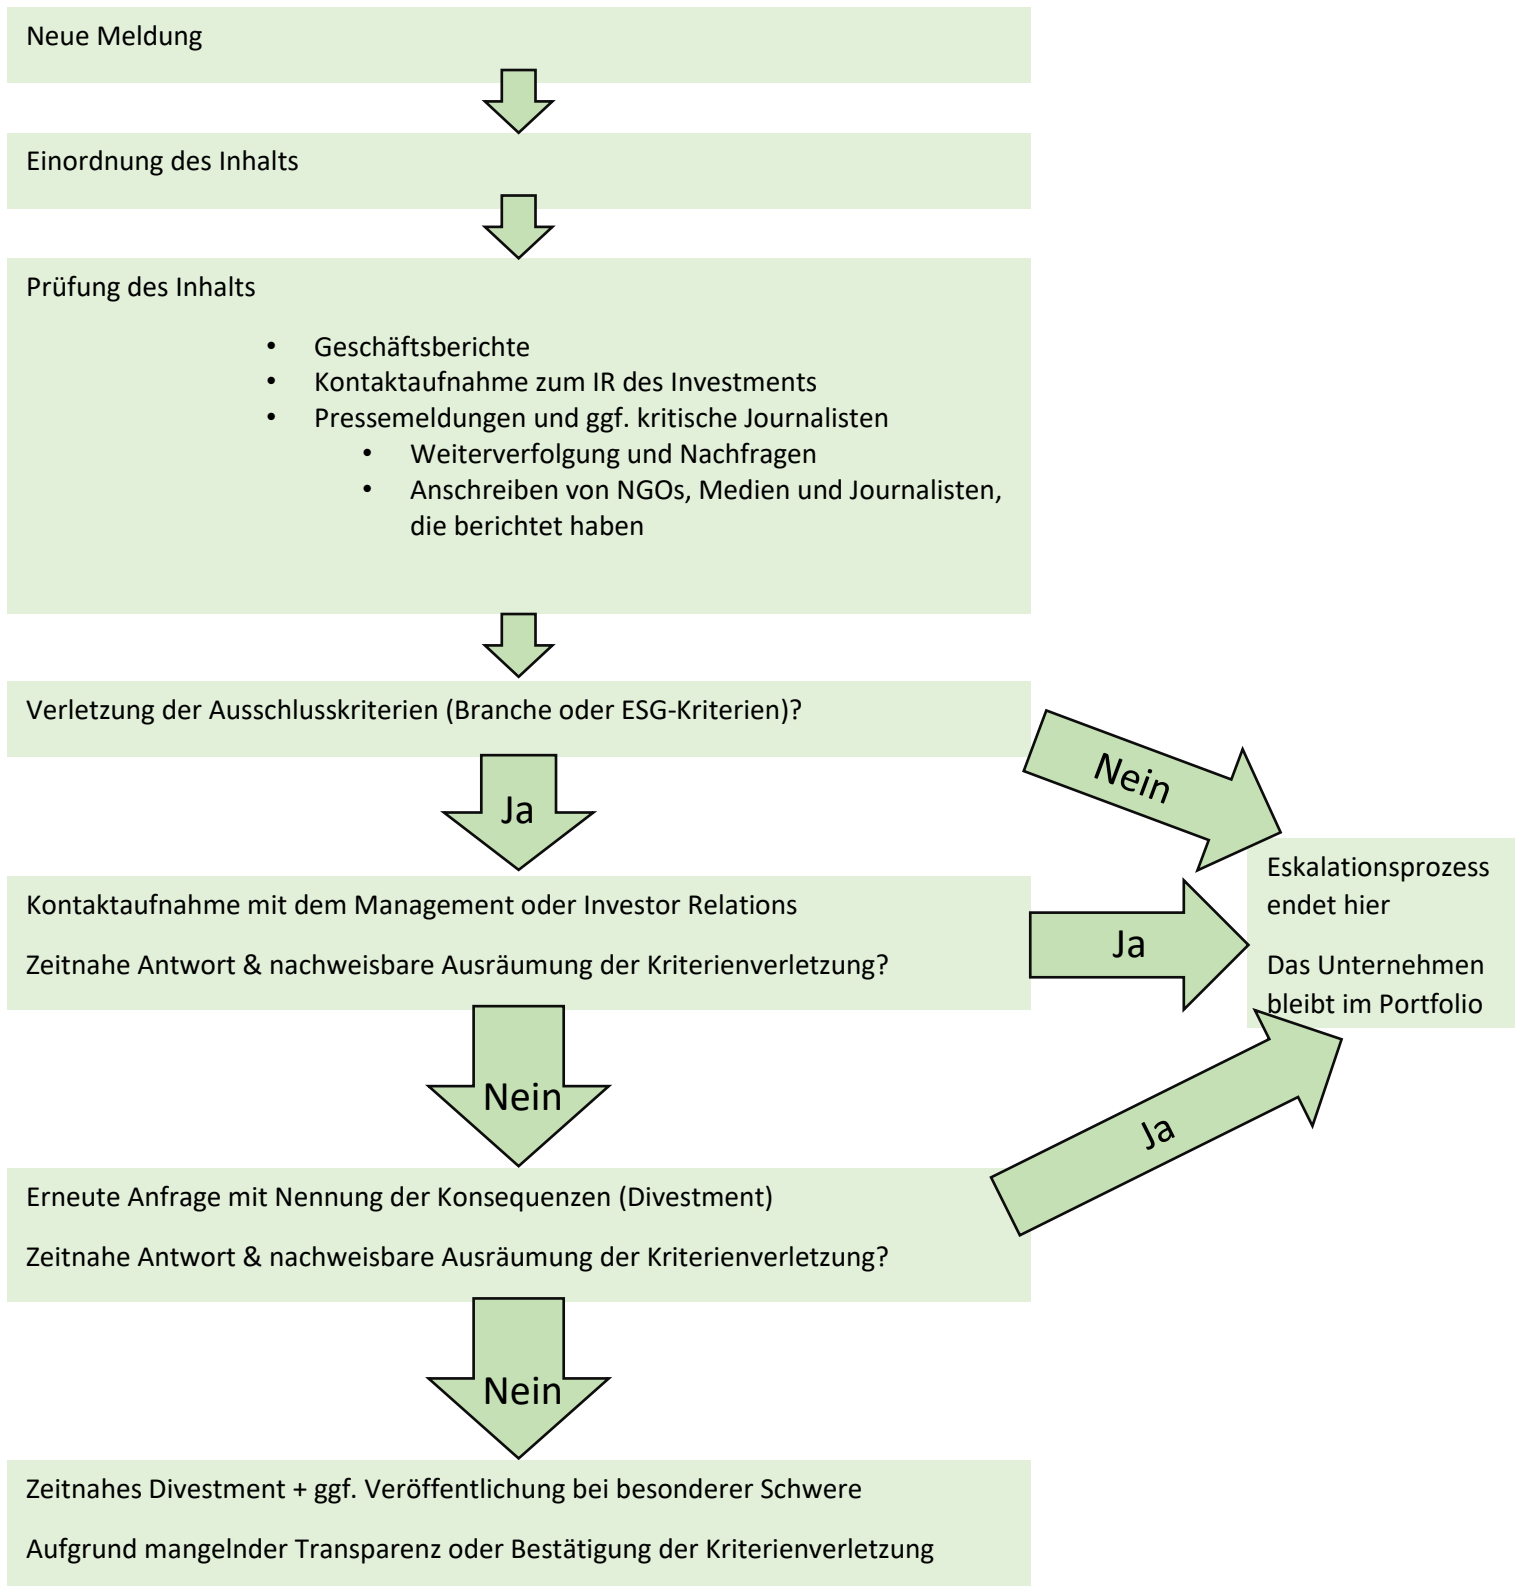 Neue Meldung
Einordnung des Inhalts
Prüfung des Inhalts
• Geschäftsberichte
• Kontaktaufnahme zum IR des Investments
• Pressemeldungen und ggf. kritische Journalisten
• Weiterverfolgung und Nachfragen
• Anschreiben von NGOs, Medien und Journalisten,
die berichtet haben
Verletzung der Ausschlusskriterien (Branche oder ESG-Kriterien)?
Nein
Ja
Kontaktaufnahme mit dem Management oder Investor Relations
Zeitnahe Antwort & nachweisbare Ausräumung der Kriterienverletzung?
Ja
Eskalationsprozess
endet hier
Das Unternehmen
bleibt im Portfolio
Nein
Ja
Erneute Anfrage mit Nennung der Konsequenzen (Divestment)
Zeitnahe Antwort & nachweisbare Ausräumung der Kriterienverletzung?
Nein
Zeitnahes Divestment + ggf. Veröffentlichung bei besonderer Schwere
Aufgrund mangelnder Transparenz oder Bestätigung der Kriterienverletzung